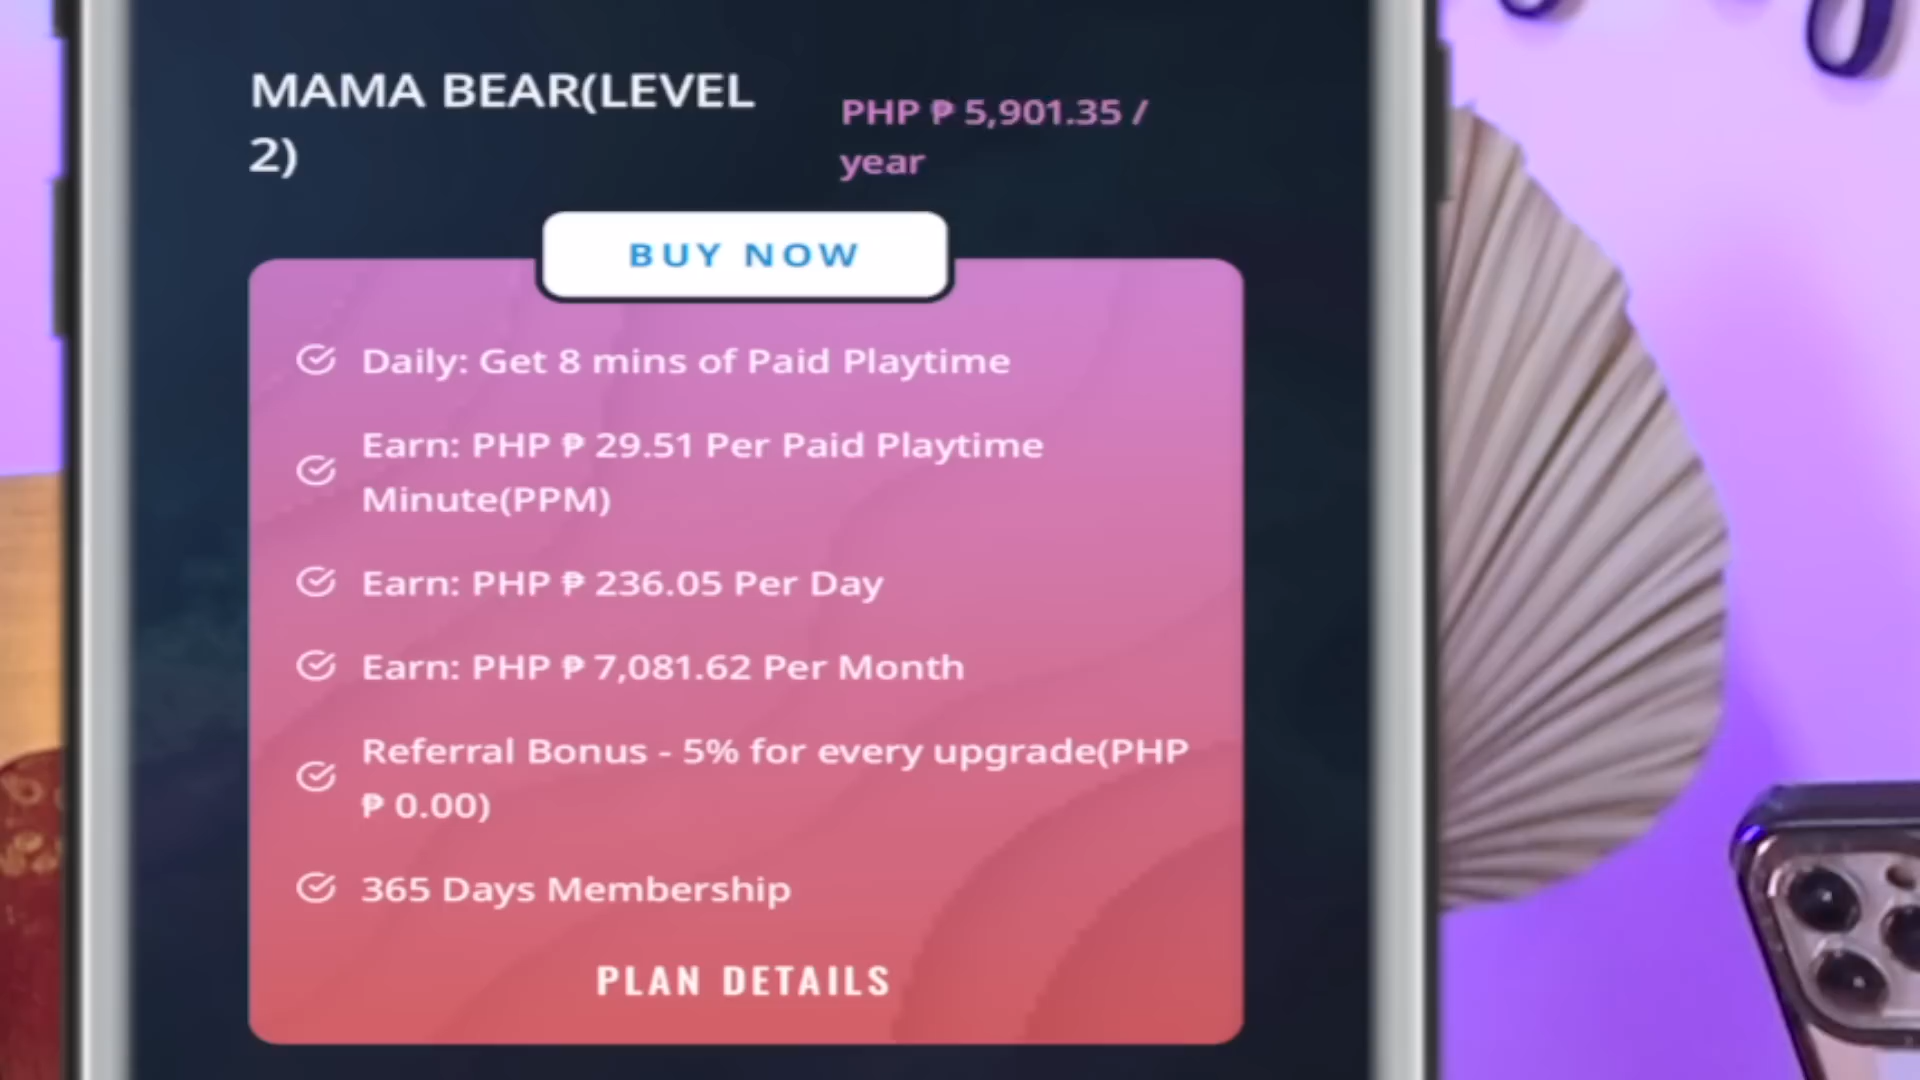 MAMA BEAR(LEVEL
2)
PHP ₱ 5,901.35 /
year
BUY NOW
Daily: Get 8 mins of Paid Playtime
Earn: PHP ₱ 29.51 Per Paid Playtime
Minute(PPM)
Earn: PHP ₱ 236.05 Per Day
Earn: PHP ₱ 7,081.62 Per Month
Referral Bonus - 5% for every upgrade(PHP
₱ 0.00)
365 Days Membership
PLAN DETAILS